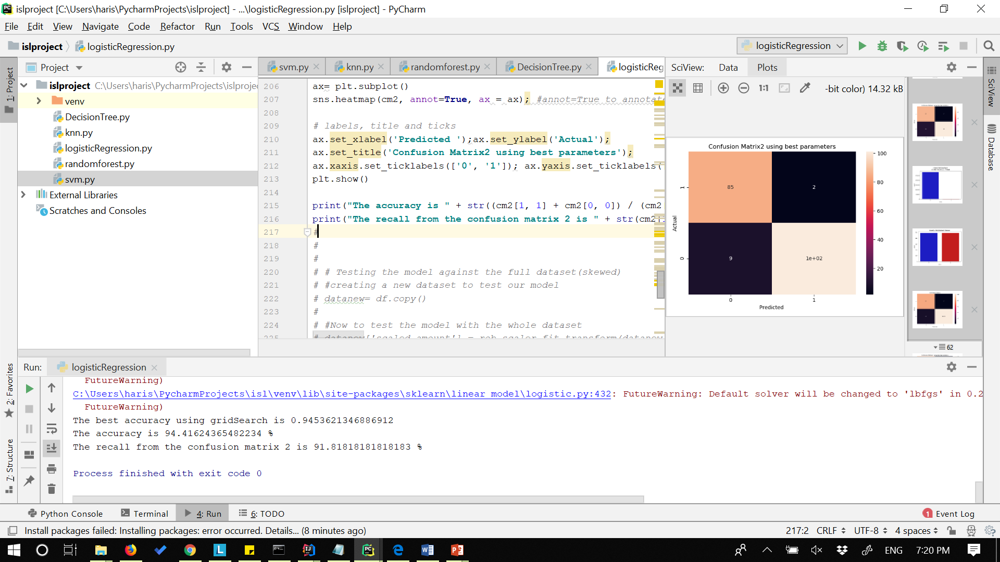 islproject [C:\Users\haris\PycharmProjects\islproject] - ...\logisticRegression.py [islproject] - PyCharm
File Edit View Navigate Code Refactor Run Tools VCS Window Help
islproject logisticRegression.py
logisticRegression
Project
svm.py knn.py randomforest.py DecisionTree.py logisticReg
SciView: Data Plots
1: Project
islproject C:\Users\haris\PycharmProjects\islproje
venv
DecisionTree.py
knn.py
logisticRegression.py
randomforest.py
svm.py
External Libraries
Scratches and Consoles
206 ax= plt.subplot()
207 sns.heatmap(cm2, annot=True, ax = ax); #annot=True to annotate
208
209 # labels, title and ticks
210 ax.set_xlabel('Predicted ');ax.set_ylabel('Actual');
211 ax.set_title('Confusion Matrix2 using best parameters');
212 ax.xaxis.set_ticklabels(['0', '1']); ax.yaxis.set_ticklabels(
213 plt.show()
214
215 print("The accuracy is " + str((cm2[1, 1] + cm2[0, 0]) / (cm2
216 print("The recall from the confusion matrix 2 is " + str(cm2[
217 #
218 #
219 #
220 # # Testing the model against the full dataset(skewed)
221 # #creating a new dataset to test our model
222 # datanew= df.copy()
223 #
224 # #Now to test the model with the whole dataset
225 # datanew['scaled_amount'] = rob_scaler.fit_transform(datanew
1:1 -bit color) 14.32 kB
Confusion Matrix2 using best parameters
85 2
9 1e+02
1
0
Actual
0 1
Predicted
100
80
60
40
20
62
SciView
Database
Run: logisticRegression
2: Favorites
7: Structure
FutureWarning)
C:\Users\haris\PycharmProjects\isl\venv\lib\site-packages\sklearn\linear_model\logistic.py:432: FutureWarning: Default solver will be changed to 'lbfgs' in 0.2
FutureWarning)
The best accuracy using gridSearch is 0.9453621346886912
The accuracy is 94.41624365482234 %
The recall from the confusion matrix 2 is 91.81818181818183 %
Process finished with exit code 0
Python Console Terminal 4: Run 6: TODO
1 Event Log
Install packages failed: Installing packages: error occurred. Details... (8 minutes ago)
217:2 CRLF UTF-8 4 spaces
ENG 7:20 PM